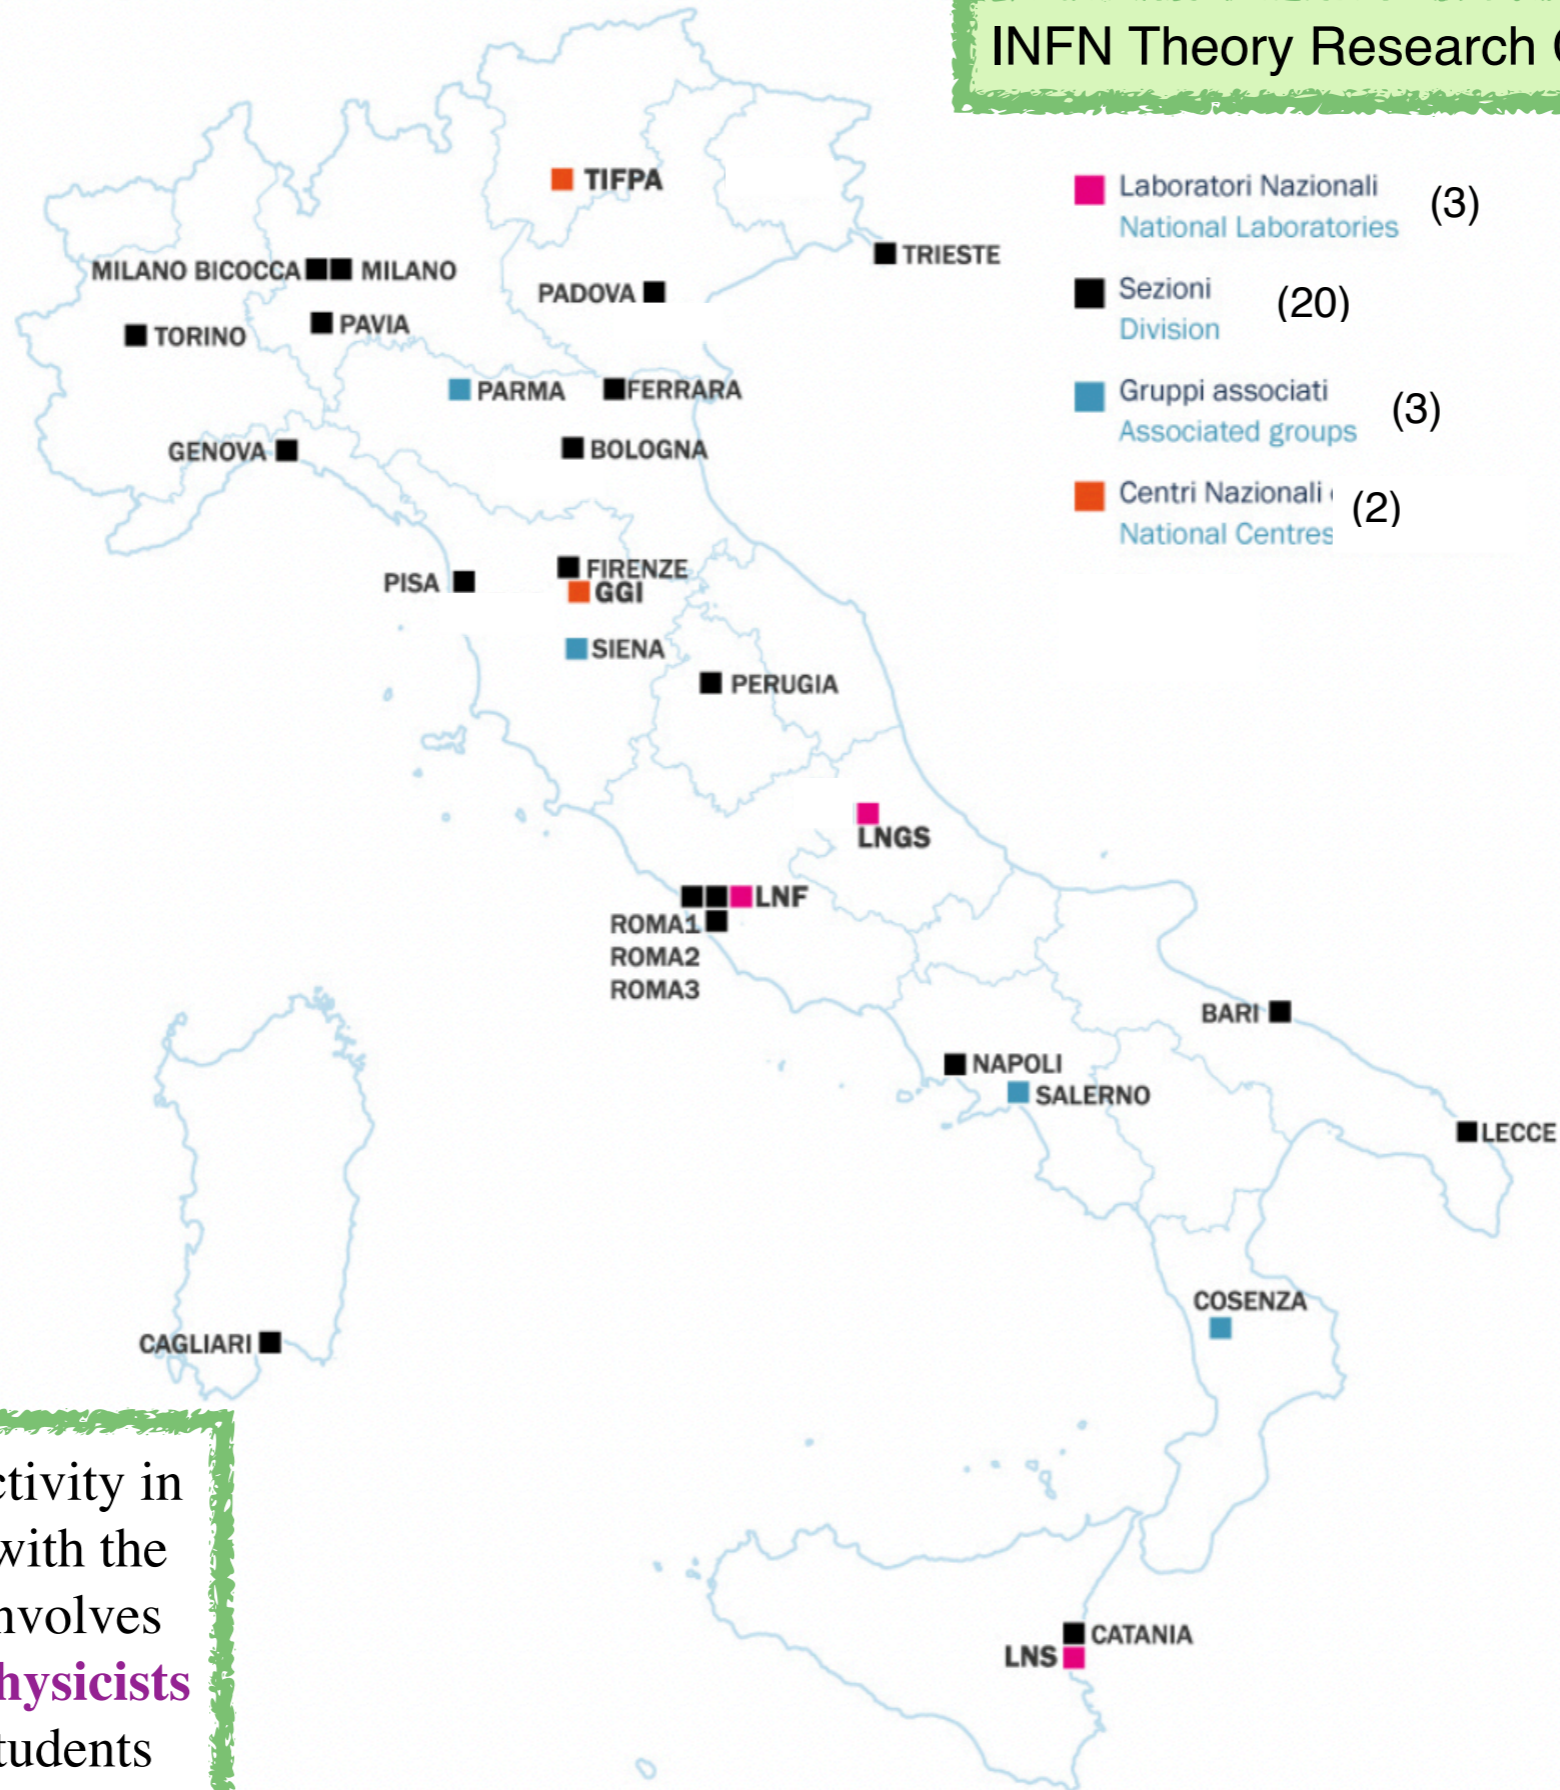 INFN Theory Research
TIFPA
Laboratori Nazionali
National Laboratories
(3)
TRIESTE
MILANO BICOCCA
MILANO
PADOVA
Sezioni
Division
(20)
TORINO
PAVIA
PARMA
FERRARA
Gruppi associati
Associated groups
(3)
GENOVA
BOLOGNA
Centri Nazionali
National Centres
(2)
PISA
FIRENZE
GGI
SIENA
PERUGIA
LNGS
LNF
ROMA1
ROMA2
ROMA3
BARI
NAPOLI
SALERNO
LECCE
COSENZA
CAGLIARI
ctivity in
with the
nvolves
hysicists
tudents
CATANIA
LNS